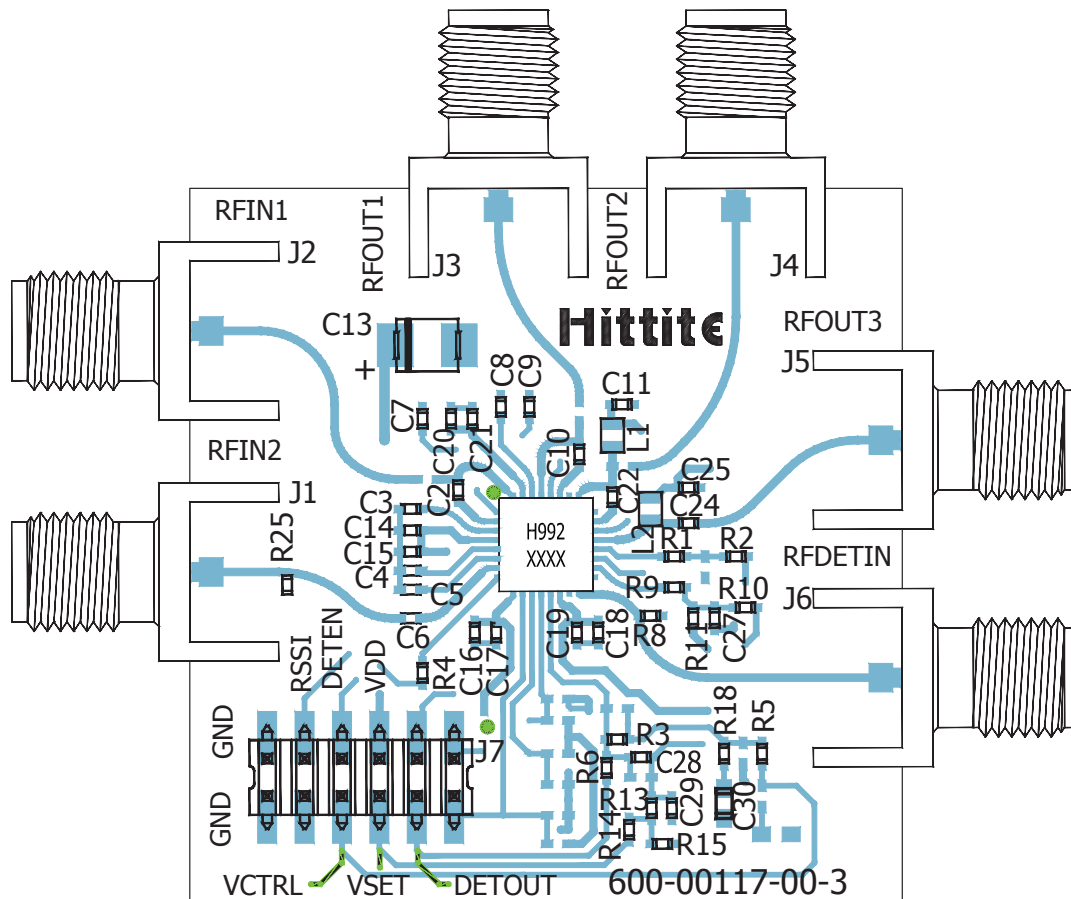 RFIN1
RFOUT1
RFOUT2
J2
J3
J4
C13
+
Hittite
RFOUT3
J5
C8
C9
C11
L1
C7
C20
C21
C10
RFIN2
J1
C2
C22
C25
C24
L2
C3
C14
C15
C4
C5
C6
R25
H992
XXXX
R1
R2
RFDETIN
J6
R9
R10
R8
R11
C27
C19
C18
C16
C17
R4
RSSI
DETEN
VDD
GND
J7
R3
R6
C28
R18
R5
GND
R13
C29
C30
R14
R15
VCTRL
VSET
DETOUT
600-00117-00-3